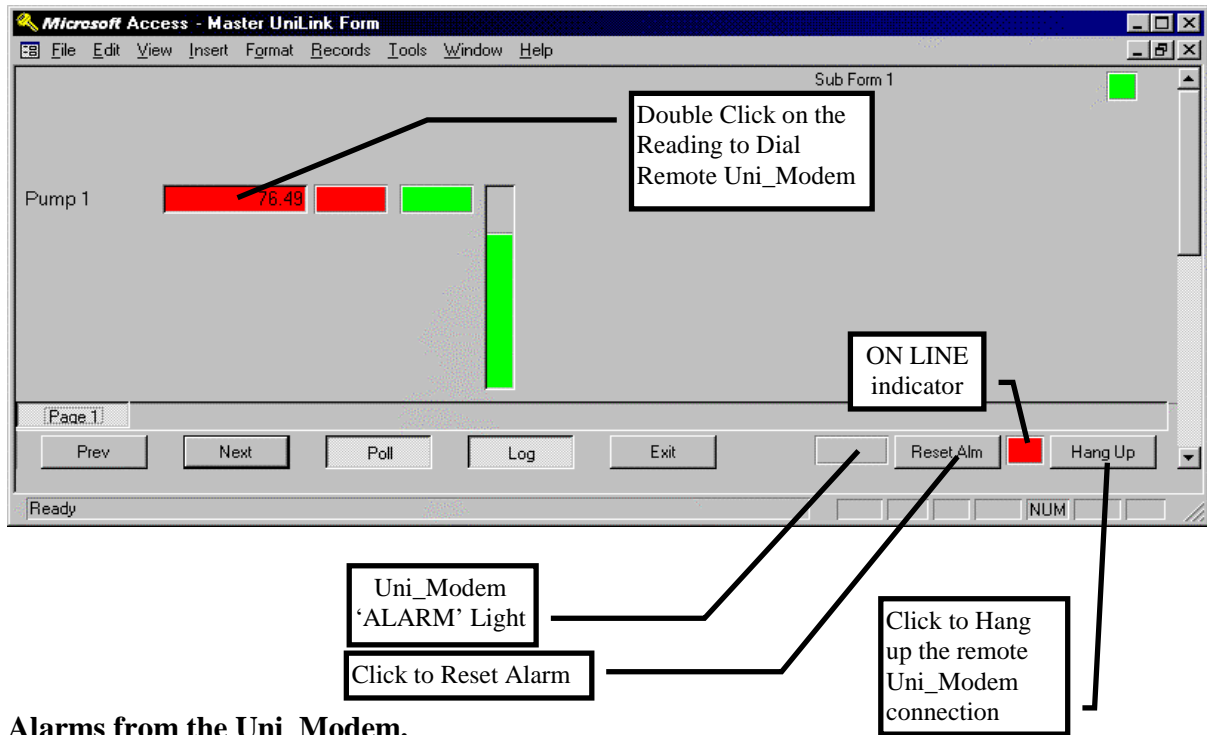 Microsoft Access - Master UniLink Form
File Edit View Insert Format Records Tools Window Help
Sub Form 1
Double Click on the
Reading to Dial
Remote Uni_Modem
Pump 1
76.49
ON LINE
indicator
Page 1
Prev Next Poll Log Exit Reset Alm Hang Up
Ready NUM
Uni_Modem
‘ALARM’ Light
Click to Reset Alarm
Click to Hang
up the remote
Uni_Modem
connection
Alarms from the Uni_Modem.